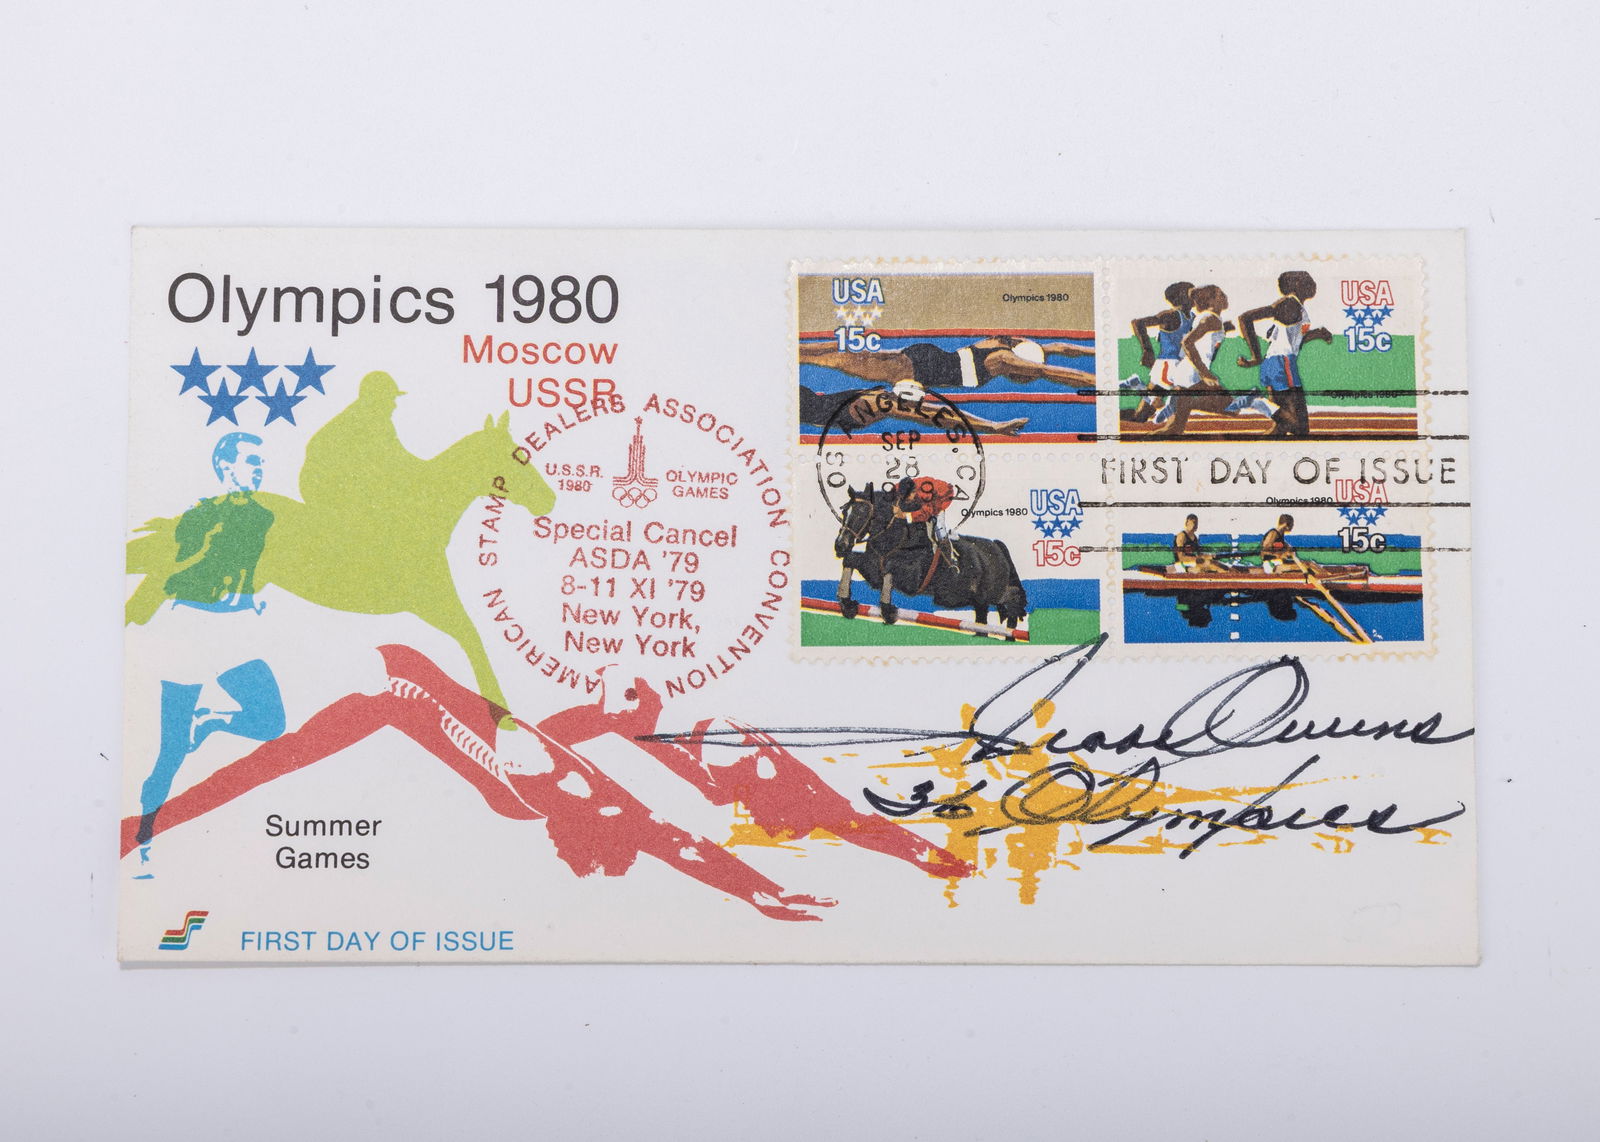 Olympics 1980
Moscow
USSR
AMERICAN STAMP DEALERS ASSOCIATION CONVENTION
U.S.S.R.
1980
OLYMPIC
GAMES
Special Cancel
ASDA '79
8-11 XI '79
New York,
New York
Summer
Games
FIRST DAY OF ISSUE
USA
15c
Olympics 1980
USA
15c
Olympics 1980
LOS ANGELES, CA
SEP
28
1979
FIRST DAY OF ISSUE
Olympics 1980
USA
15c
Olympics 1980
USA
15c
Jesse Owens
36 Olympics